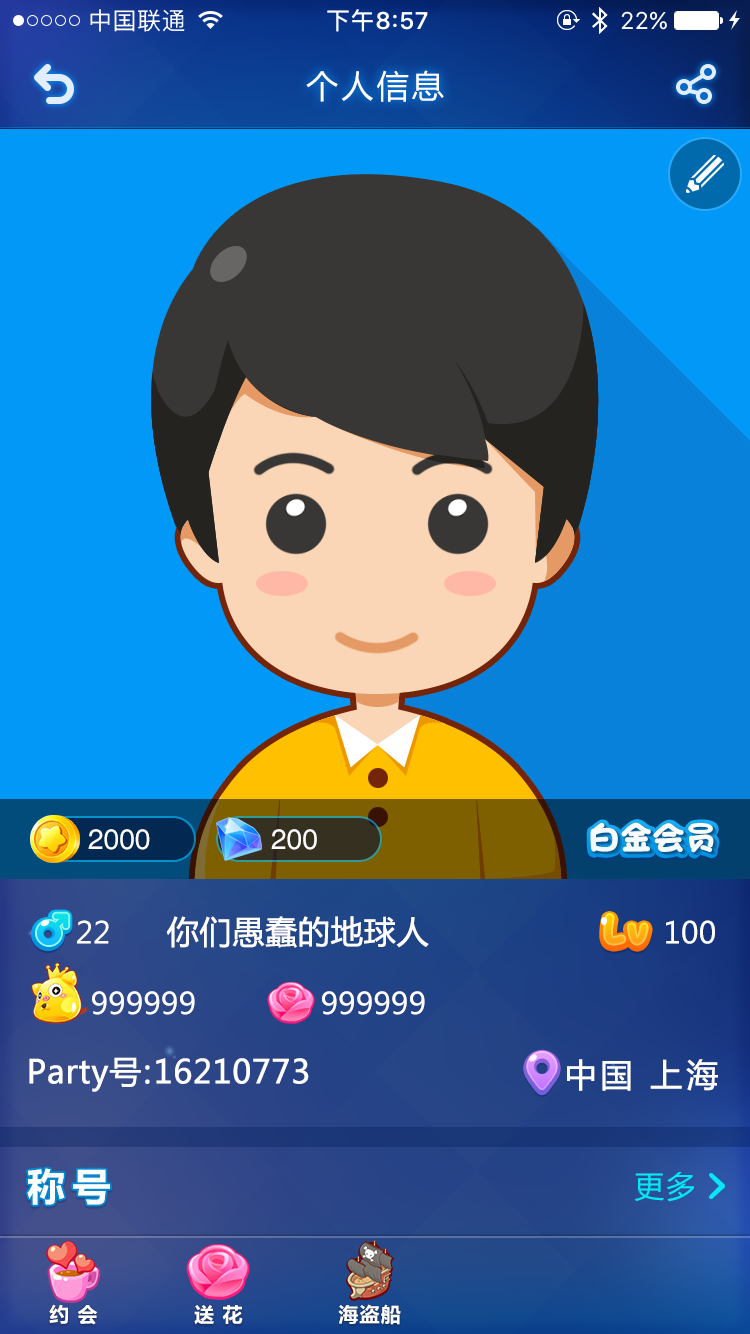 中国联通 下午8:57 22%
个人信息
2000 200 白金会员
22 你们愚蠢的地球人 LV 100
999999 999999
Party号:16210773 中国 上海
称号 更多
约会 送花 海盗船